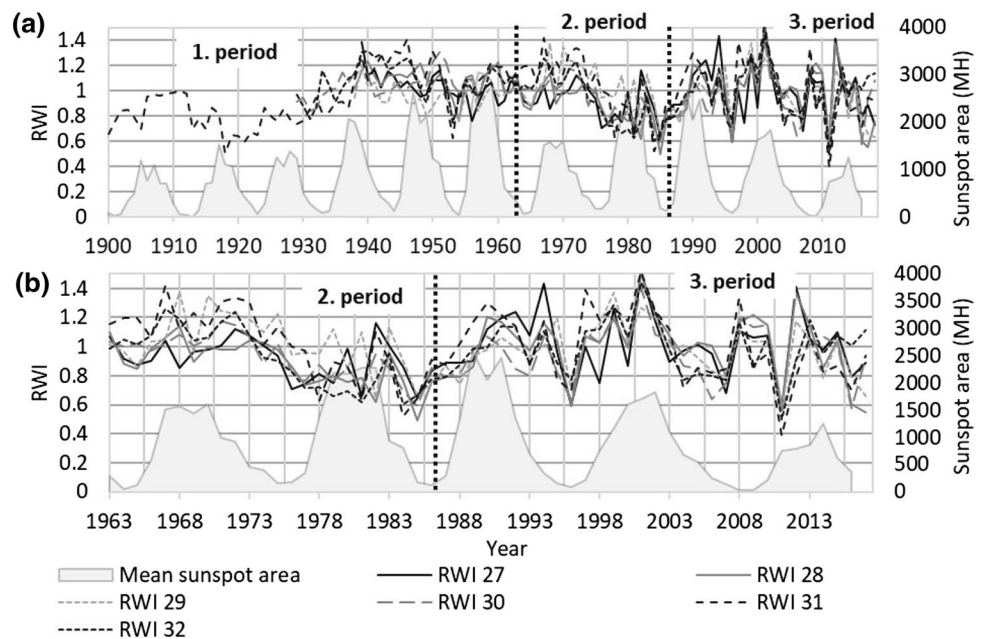 (a)
1. period
2. period
3. period
RWI
1.4
1.2
1
0.8
0.6
0.4
0.2
0
4000
3000
2000
1000
0
Sunspot area (MH)
1900 1910 1920 1930 1940 1950 1960 1970 1980 1990 2000 2010
(b)
2. period
3. period
RWI
1.4
1.2
1
0.8
0.6
0.4
0.2
0
4000
3500
3000
2500
2000
1500
1000
500
0
Sunspot area (MH)
1963 1968 1973 1978 1983 1988 1993 1998 2003 2008 2013
Year
Mean sunspot area RWI 27 RWI 28
RWI 29 RWI 30 RWI 31
RWI 32